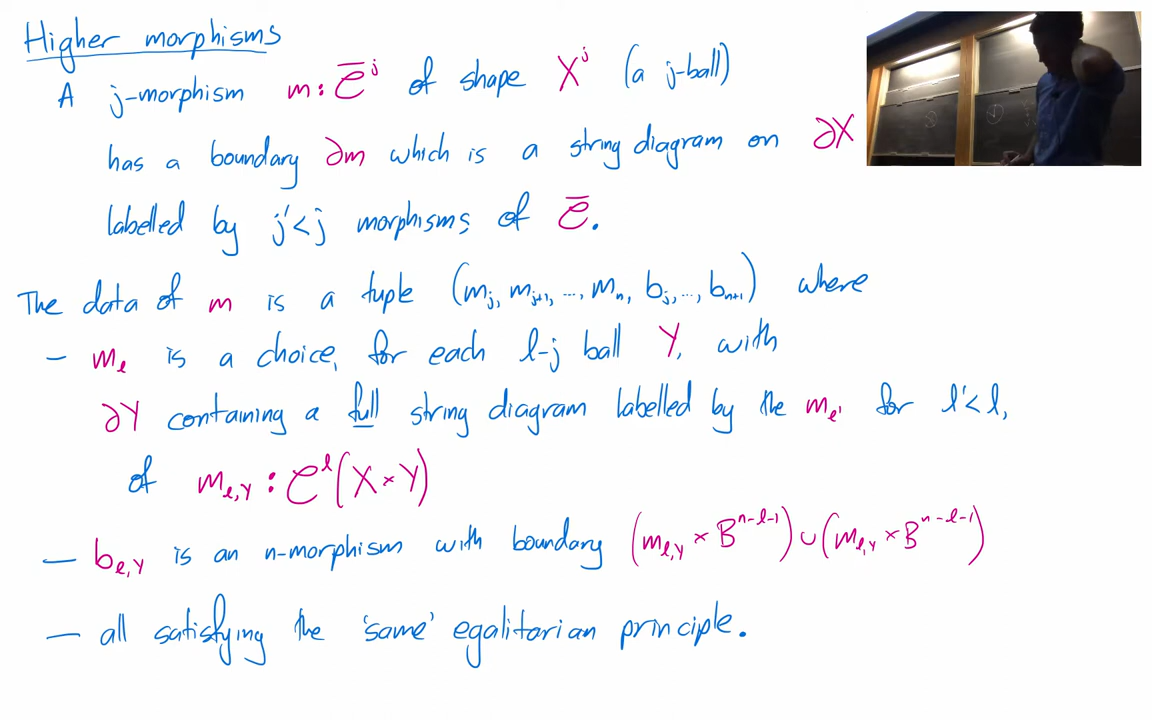 Higher morphisms
A j-morphism m: C̅ʲ of shape Xʲ (a j-ball)
has a boundary ∂m which is a string diagram on ∂X
labelled by j'<j morphisms of C̅.
The data of m is a tuple (m_j, m_{j+1}, ..., m_n, b_j, ..., b_{n+1}) where
– m_ℓ is a choice, for each ℓ-j ball Y, with
∂Y containing a full string diagram labelled by the m_{ℓ'} for ℓ'<ℓ,
of m_{ℓ,Y} : C^ℓ(X×Y)
– b_{ℓ,Y} is an n-morphism with boundary (m_{ℓ,Y} × B^{n-ℓ-1}) ∪ (m_{ℓ,Y} × B^{n-ℓ-1})
– all satisfying the 'same' egalitarian principle.